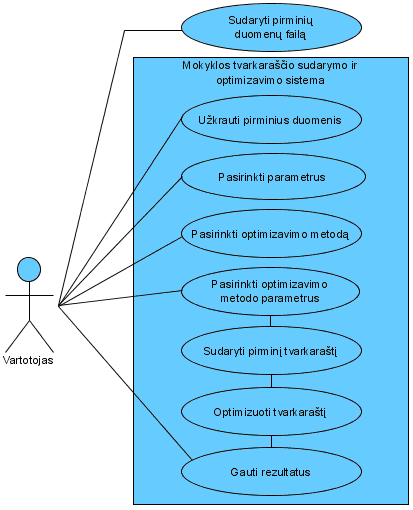 Sudaryti pirminių
duomenų failą
Mokyklos tvarkaraščio sudarymo ir
optimizavimo sistema
Užkrauti pirminius duomenis
Pasirinkti parametrus
Pasirinkti optimizavimo metodą
Pasirinkti optimizavimo
metodo parametrus
Sudaryti pirminį tvarkaraštį
Optimizuoti tvarkaraštį
Gauti rezultatus
Vartotojas